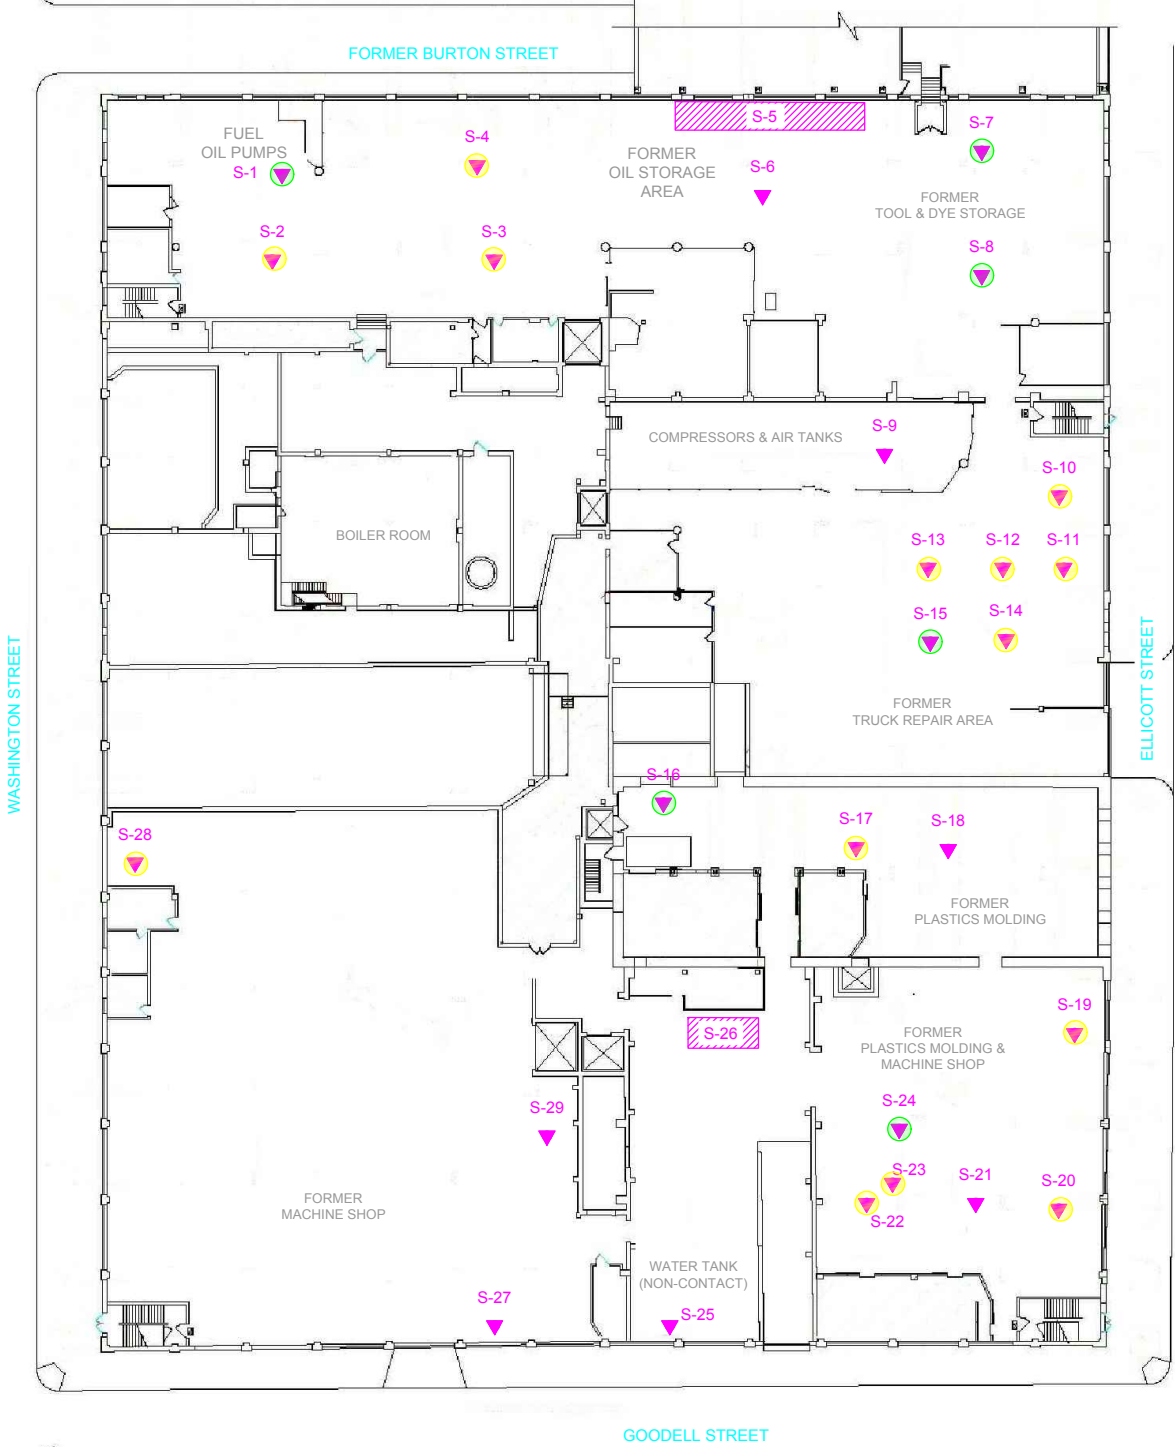 FORMER BURTON STREET
S-5
FUEL
OIL PUMPS
S-1
S-4
FORMER
OIL STORAGE
AREA
S-6
S-7
FORMER
TOOL & DYE STORAGE
S-2
S-3
S-8
COMPRESSORS & AIR TANKS
S-9
S-10
BOILER ROOM
S-13
S-12
S-11
S-15
S-14
WASHINGTON STREET
ELLICOTT STREET
FORMER
TRUCK REPAIR AREA
S-16
S-28
S-17
S-18
FORMER
PLASTICS MOLDING
S-26
FORMER
PLASTICS MOLDING &
MACHINE SHOP
S-19
S-29
S-24
S-23
S-22
S-21
S-20
FORMER
MACHINE SHOP
WATER TANK
(NON-CONTACT)
S-27
S-25
GOODELL STREET